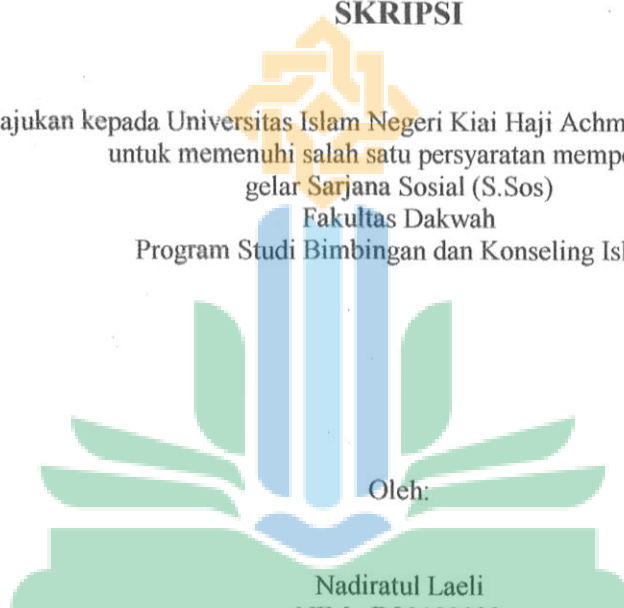 SKRIPSI
ajukan kepada Universitas Islam Negeri Kiai Haji Achm
untuk memenuhi salah satu persyaratan mempe
gelar Sarjana Sosial (S.Sos)
Fakultas Dakwah
Program Studi Bimbingan dan Konseling Isl
Oleh:
Nadiratul Laeli